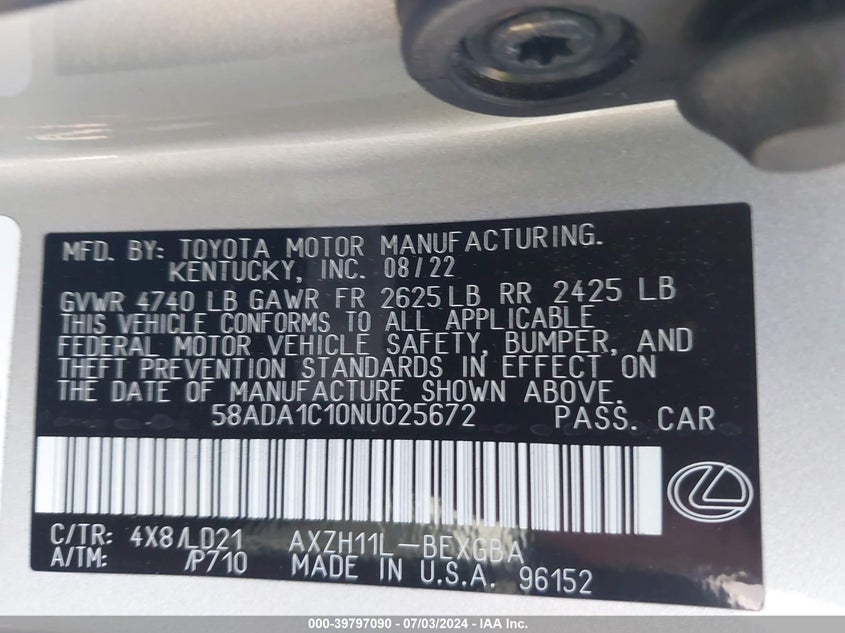 MFD. BY: TOYOTA MOTOR MANUFACTURING.
KENTUCKY, INC. 08/22
GVWR 4740 LB GAWR FR 2625 LB RR 2425 LB
THIS VEHICLE CONFORMS TO ALL APPLICABLE
FEDERAL MOTOR VEHICLE SAFETY, BUMPER, AND
THEFT PREVENTION STANDARDS IN EFFECT ON
THE DATE OF MANUFACTURE SHOWN ABOVE.
58ADA1C10NU025672 PASS. CAR
C/TR: 4X8/LD21 AXZH11L-BEXGBA
A/TM: /P710 MADE IN U.S.A. 96152
000-39797090 - 07/03/2024 - IAA Inc.